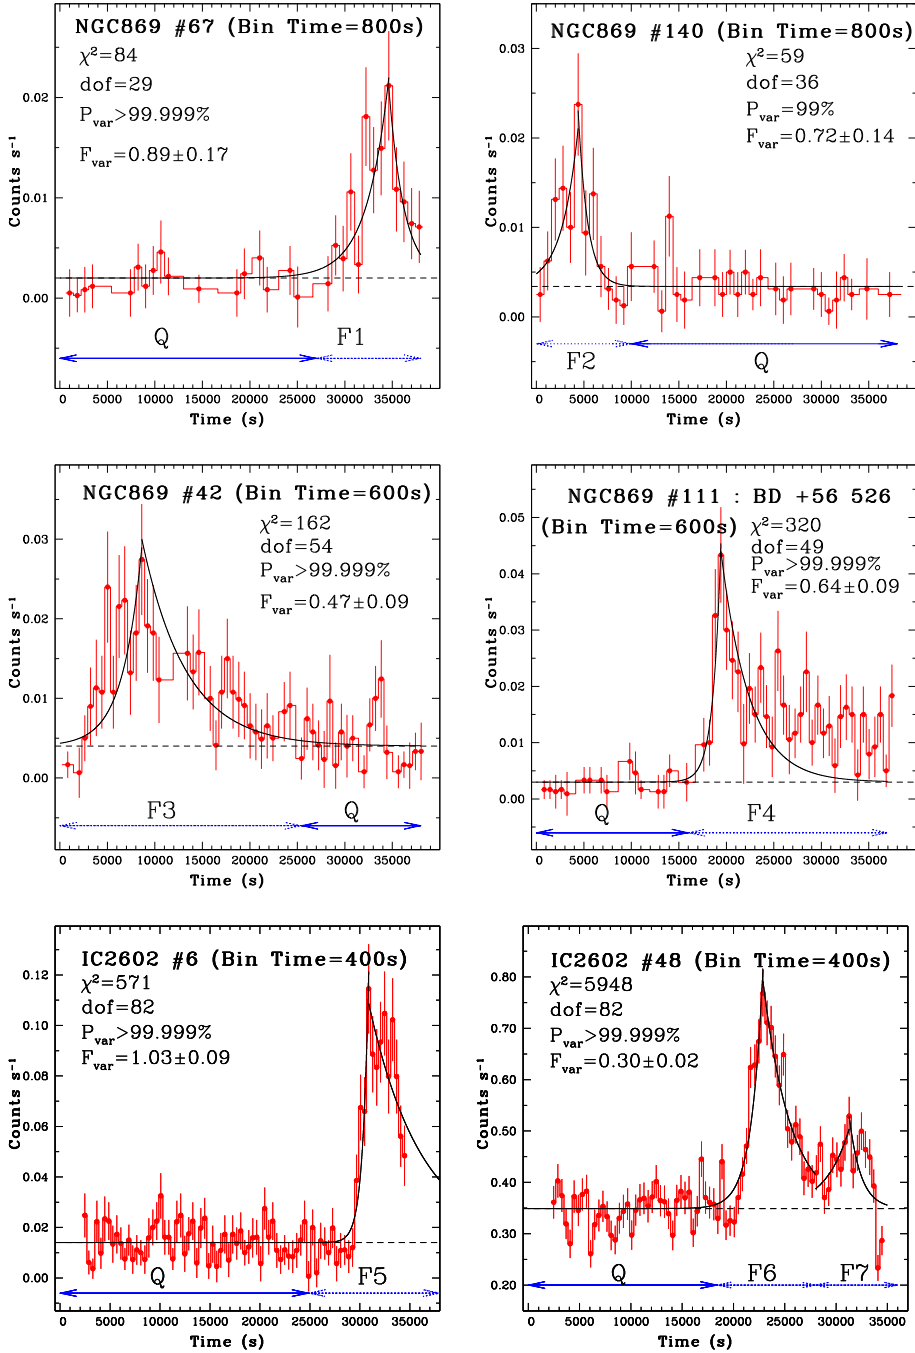 NGC869 #67 (Bin Time=800s)
χ²=84
dof=29
P_var>99.999%
F_var=0.89±0.17
Counts s⁻¹
0.02
0.01
0.00
Q
F1
0 5000 10000 15000 20000 25000 30000 35000
Time (s)
NGC869 #140 (Bin Time=800s)
χ²=59
dof=36
P_var=99%
F_var=0.72±0.14
Counts s⁻¹
0.03
0.02
0.01
0.00
F2
Q
0 5000 10000 15000 20000 25000 30000 35000
Time (s)
NGC869 #42 (Bin Time=600s)
χ²=162
dof=54
P_var>99.999%
F_var=0.47±0.09
Counts s⁻¹
0.03
0.02
0.01
0.00
F3
Q
0 5000 10000 15000 20000 25000 30000 35000
Time (s)
NGC869 #111 : BD +56 526
(Bin Time=600s)
χ²=320
dof=49
P_var>99.999%
F_var=0.64±0.09
Counts s⁻¹
0.05
0.04
0.03
0.02
0.01
0.00
Q
F4
0 5000 10000 15000 20000 25000 30000 35000
Time (s)
IC2602 #6 (Bin Time=400s)
χ²=571
dof=82
P_var>99.999%
F_var=1.03±0.09
Counts s⁻¹
0.12
0.10
0.08
0.06
0.04
0.02
0.00
Q
F5
0 5000 10000 15000 20000 25000 30000 35000
Time (s)
IC2602 #48 (Bin Time=400s)
χ²=5948
dof=82
P_var>99.999%
F_var=0.30±0.02
Counts s⁻¹
0.80
0.70
0.60
0.50
0.40
0.30
0.20
Q
F6
F7
0 5000 10000 15000 20000 25000 30000 35000
Time (s)